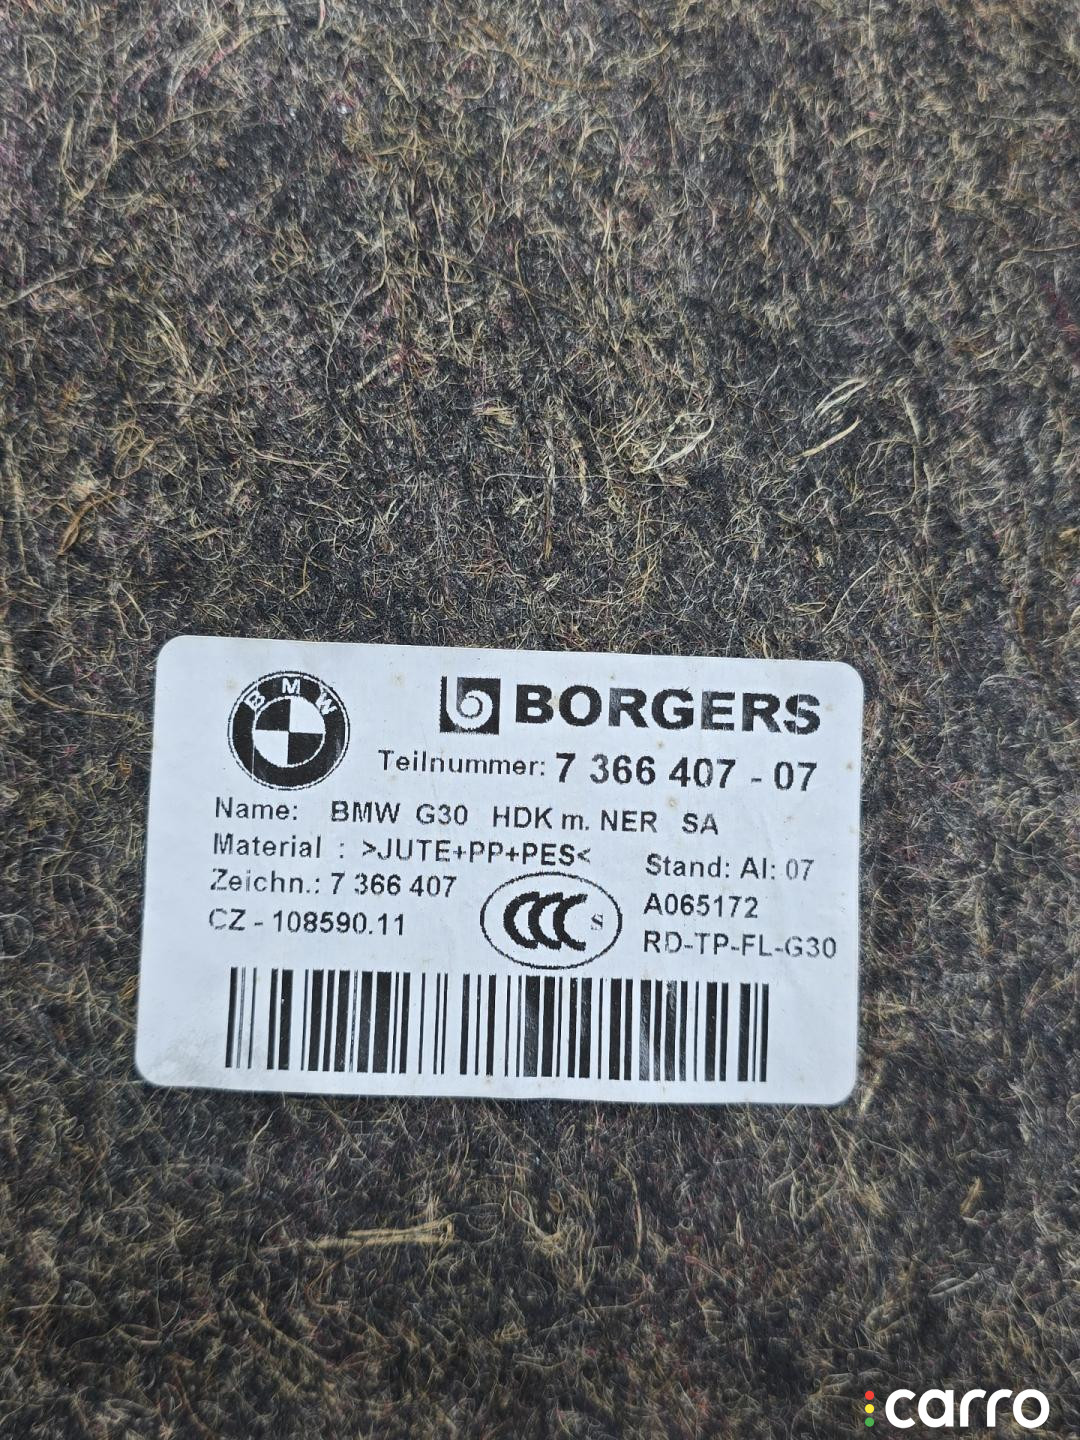 BMW
BORGERS
Teilnummer: 7 366 407 - 07
Name: BMW G30 HDK m. NER SA
Material : >JUTE+PP+PES<
Stand: AI: 07
Zeichn.: 7 366 407
A065172
CZ - 108590.11
CCC S
RD-TP-FL-G30
carro